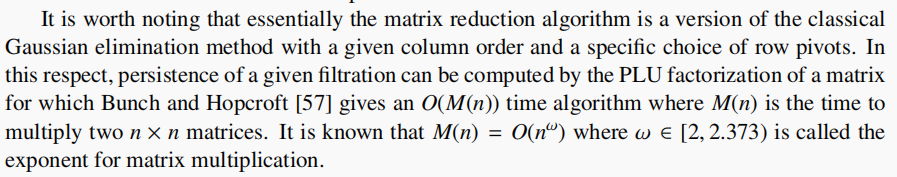 It is worth noting that essentially the matrix reduction algorithm is a version of the classical
Gaussian elimination method with a given column order and a specific choice of row pivots. In
this respect, persistence of a given filtration can be computed by the PLU factorization of a matrix
for which Bunch and Hopcroft [57] gives an O(M(n)) time algorithm where M(n) is the time to
multiply two n × n matrices. It is known that M(n) = O(n^ω) where ω ∈ [2, 2.373) is called the
exponent for matrix multiplication.